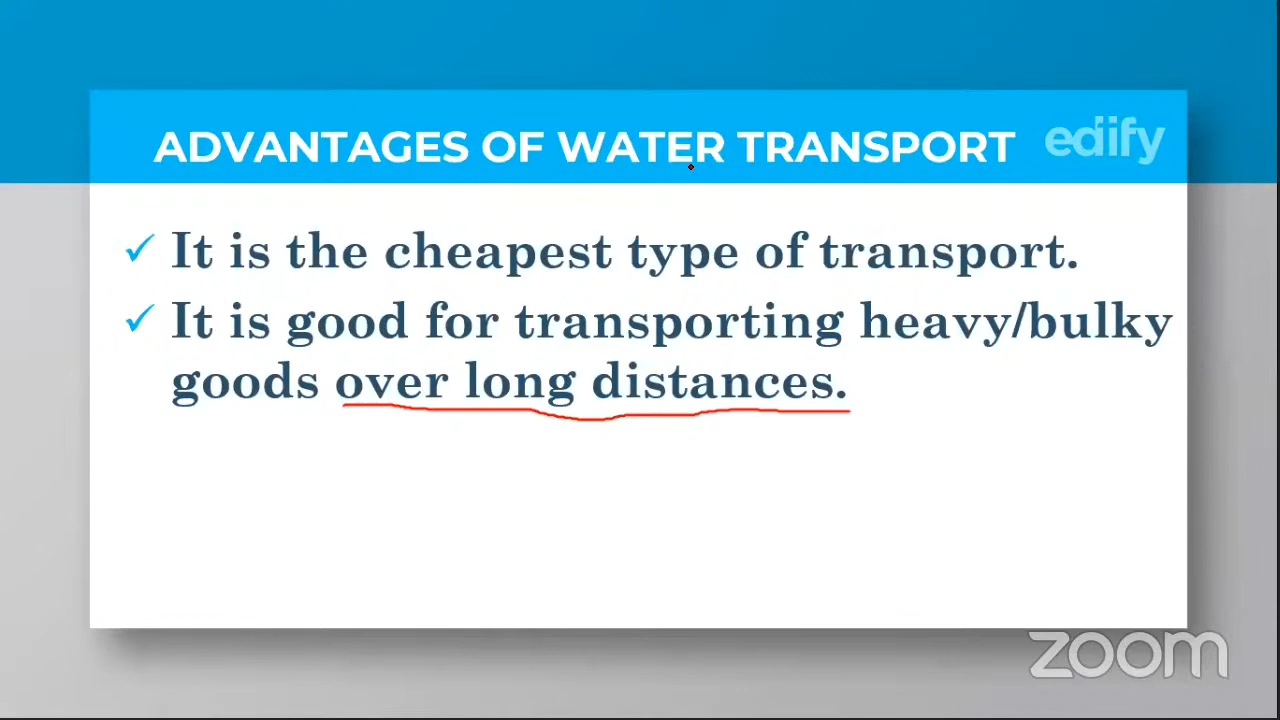 ADVANTAGES OF WATER TRANSPORT
edify
It is the cheapest type of transport.
It is good for transporting heavy/bulky
goods over long distances.
zoom